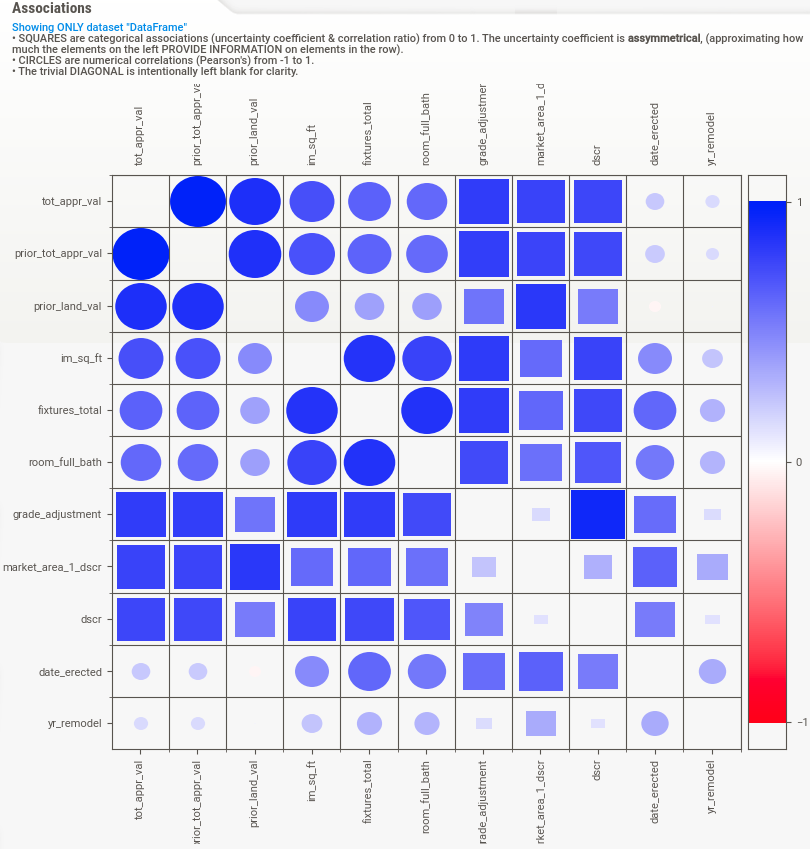 Associations
Showing ONLY dataset "DataFrame"
• SQUARES are categorical associations (uncertainty coefficient & correlation ratio) from 0 to 1. The uncertainty coefficient is assymmetrical, (approximating how
much the elements on the left PROVIDE INFORMATION on elements in the row).
• CIRCLES are numerical correlations (Pearson's) from -1 to 1.
• The trivial DIAGONAL is intentionally left blank for clarity.
tot_appr_val
prior_tot_appr_va
prior_land_val
im_sq_ft
fixtures_total
room_full_bath
grade_adjustmer
market_area_1_d
dscr
date_erected
yr_remodel
tot_appr_val
prior_tot_appr_val
prior_land_val
im_sq_ft
fixtures_total
room_full_bath
grade_adjustment
market_area_1_dscr
dscr
date_erected
yr_remodel
1
0
−1
tot_appr_val
rior_tot_appr_val
prior_land_val
im_sq_ft
fixtures_total
room_full_bath
rade_adjustment
rket_area_1_dscr
dscr
date_erected
yr_remodel